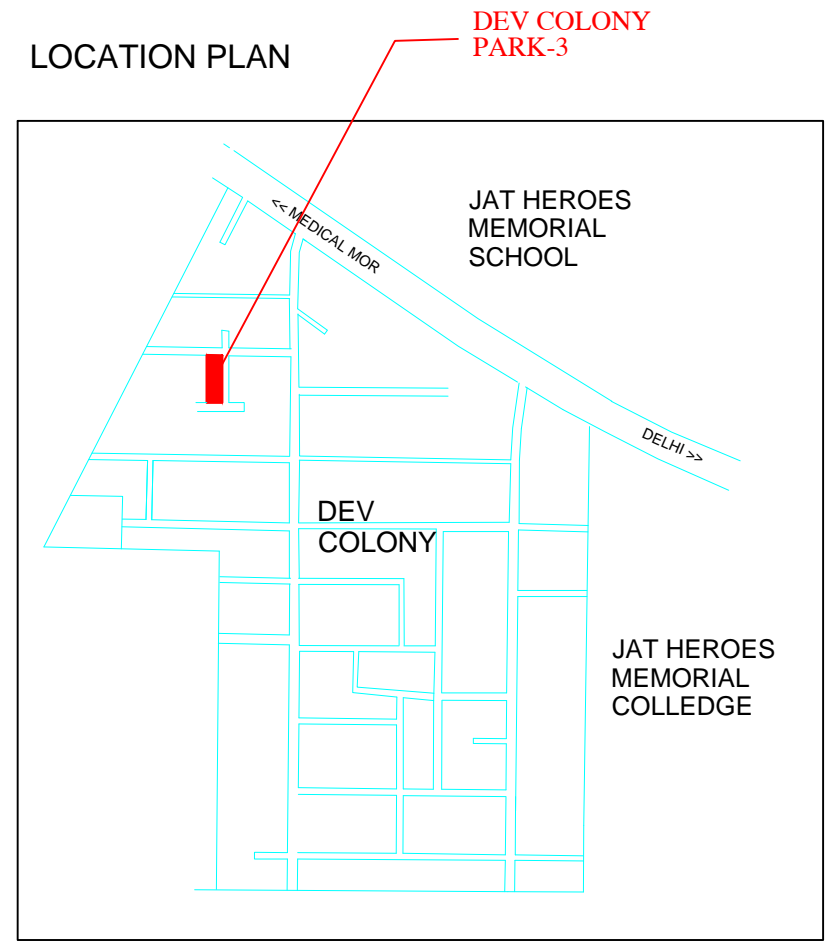 DEV COLONY
PARK-3
LOCATION PLAN
JAT HEROES
MEMORIAL
SCHOOL
<< MEDICAL MOR
DELHI >>
DEV
COLONY
JAT HEROES
MEMORIAL
COLLEDGE